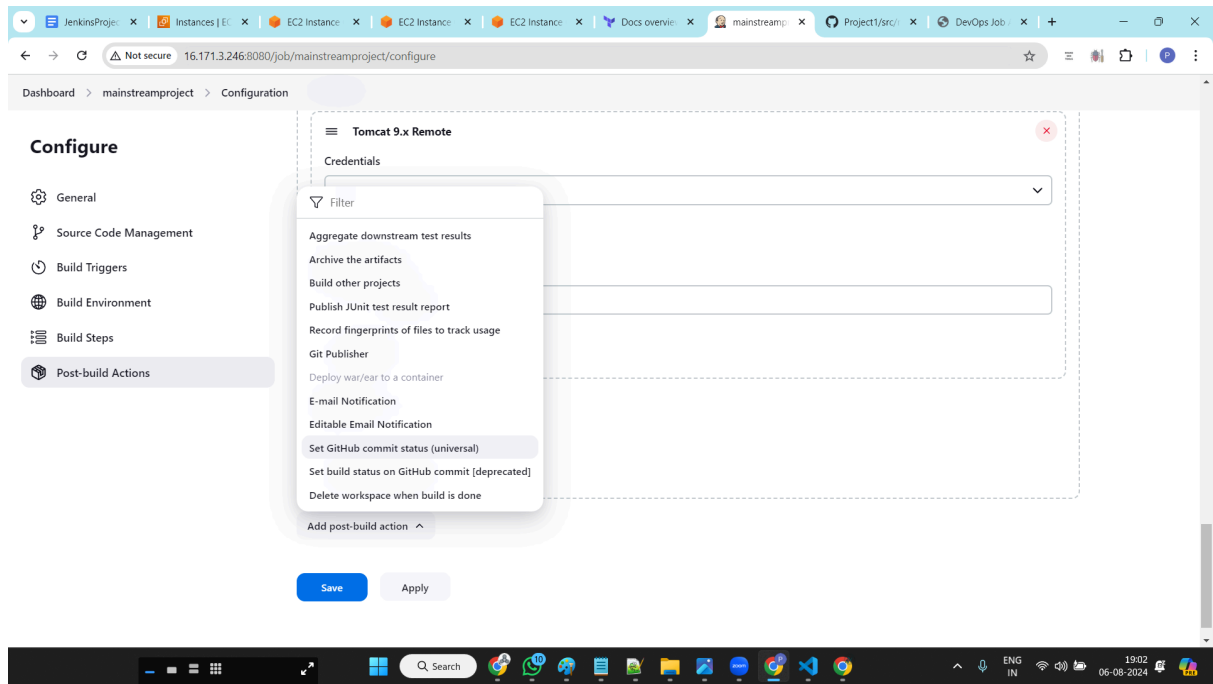 JenkinsProjec
Instances | EC
EC2 Instance
EC2 Instance
EC2 Instance
Docs overvie
mainstreamp
Project1/src/
DevOps Job
Not secure
16.171.3.246:8080/job/mainstreamproject/configure
P
Dashboard > mainstreamproject > Configuration
Configure
General
Source Code Management
Build Triggers
Build Environment
Build Steps
Post-build Actions
Tomcat 9.x Remote
Credentials
Filter
Aggregate downstream test results
Archive the artifacts
Build other projects
Publish JUnit test result report
Record fingerprints of files to track usage
Git Publisher
Deploy war/ear to a container
E-mail Notification
Editable Email Notification
Set GitHub commit status (universal)
Set build status on GitHub commit [deprecated]
Delete workspace when build is done
Add post-build action
Save
Apply
Search
zoom
ENG
IN
19:02
06-08-2024